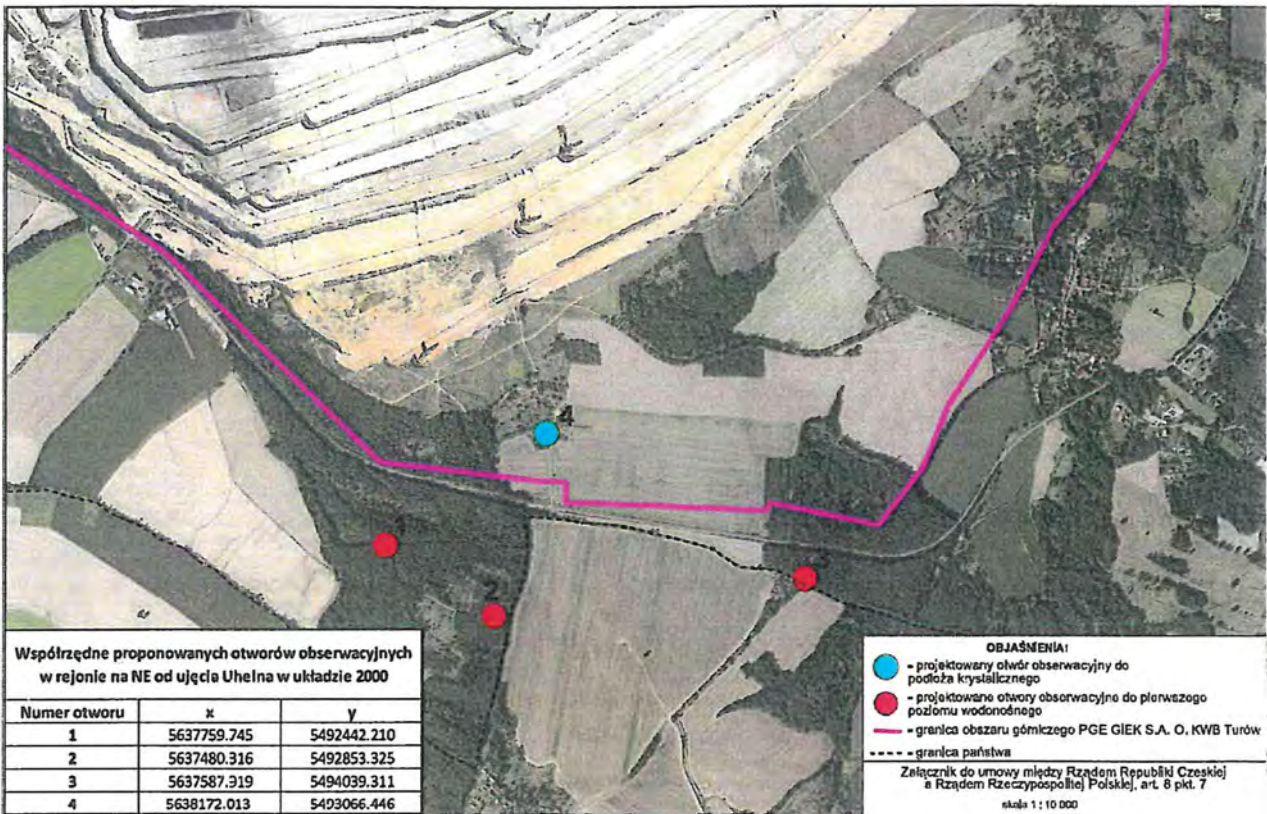 4
2
Współrzędne proponowanych otworów obserwacyjnych
w rejonie na NE od ujęcia Uhelna w układzie 2000
Numer otworu x y
1 5637759.745 5492442.210
2 5637480.316 5492853.325
3 5637587.919 5494039.311
4 5638172.013 5493066.446
OBJAŚNIENIA:
- projektowany otwór obserwacyjny do
podłoża krystalicznego
- projektowane otwory obserwacyjne do pierwszego
poziomu wodonośnego
- granica obszaru górniczego PGE GIEK S.A. O. KWB Turów
- granica państwa
Załącznik do umowy między Rządem Republiki Czeskiej
a Rządem Rzeczypospolitej Polskiej, art. 8 pkt. 7
skala 1 : 10 000